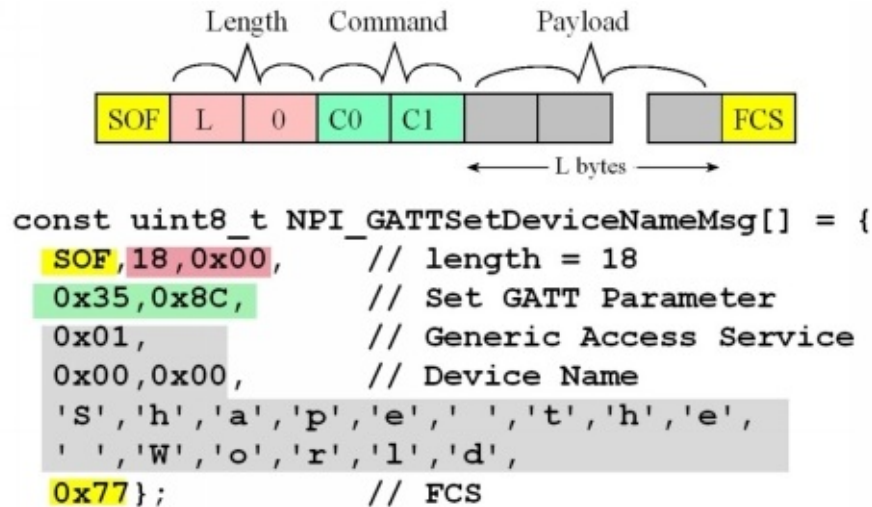 Length Command Payload
SOF L 0 C0 C1 FCS
L bytes
const uint8_t NPI_GATTSetDeviceNameMsg[] = {
SOF,18,0x00, // length = 18
0x35,0x8C, // Set GATT Parameter
0x01, // Generic Access Service
0x00,0x00, // Device Name
'S','h','a','p','e',' ','t','h','e',
' ','W','o','r','l','d',
0x77}; // FCS